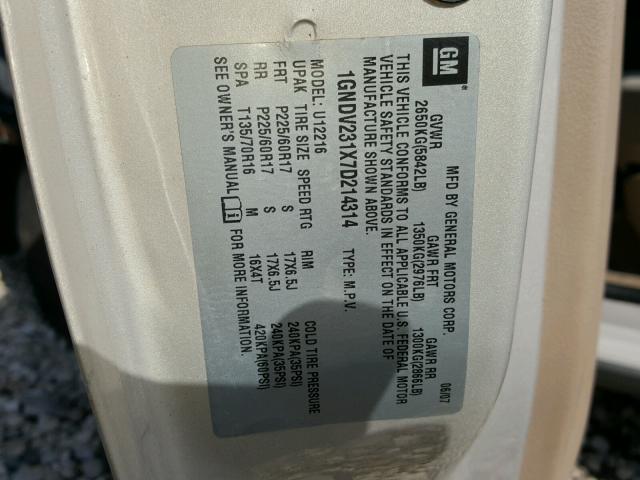 GM
MFD BY GENERAL MOTORS CORP. 06/07
GVWR GAWR FRT GAWR RR
2650KG(5842LB) 1350KG(2976LB) 1300KG(2866LB)
THIS VEHICLE CONFORMS TO ALL APPLICABLE U.S. FEDERAL MOTOR
VEHICLE SAFETY STANDARDS IN EFFECT ON THE DATE OF
MANUFACTURE SHOWN ABOVE.
1GNDV231X7D214314 TYPE: M.P.V.
MODEL: U12216
UPAK TIRE SIZE SPEED RTG RIM COLD TIRE PRESSURE
FRT P225/60R17 S 17X6.5J 240KPA(35PSI)
RR P225/60R17 S 17X6.5J 240KPA(35PSI)
SPA T135/70R16 M 16X4T 420KPA(60PSI)
SEE OWNER'S MANUAL FOR MORE INFORMATION.